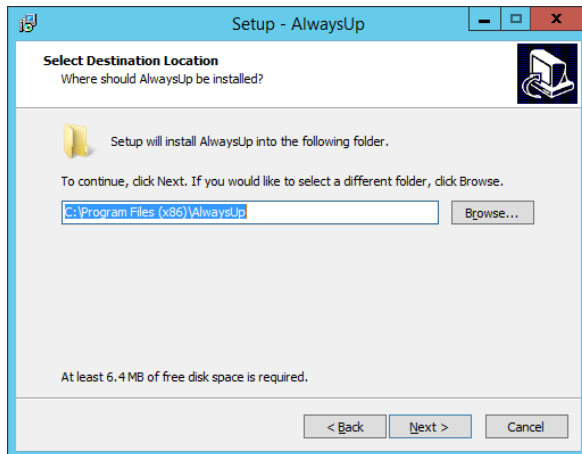 Setup - AlwaysUp
Select Destination Location
Where should AlwaysUp be installed?
Setup will install AlwaysUp into the following folder.
To continue, click Next. If you would like to select a different folder, click Browse.
C:\Program Files (x86)\AlwaysUp
Browse...
At least 6.4 MB of free disk space is required.
< Back
Next >
Cancel